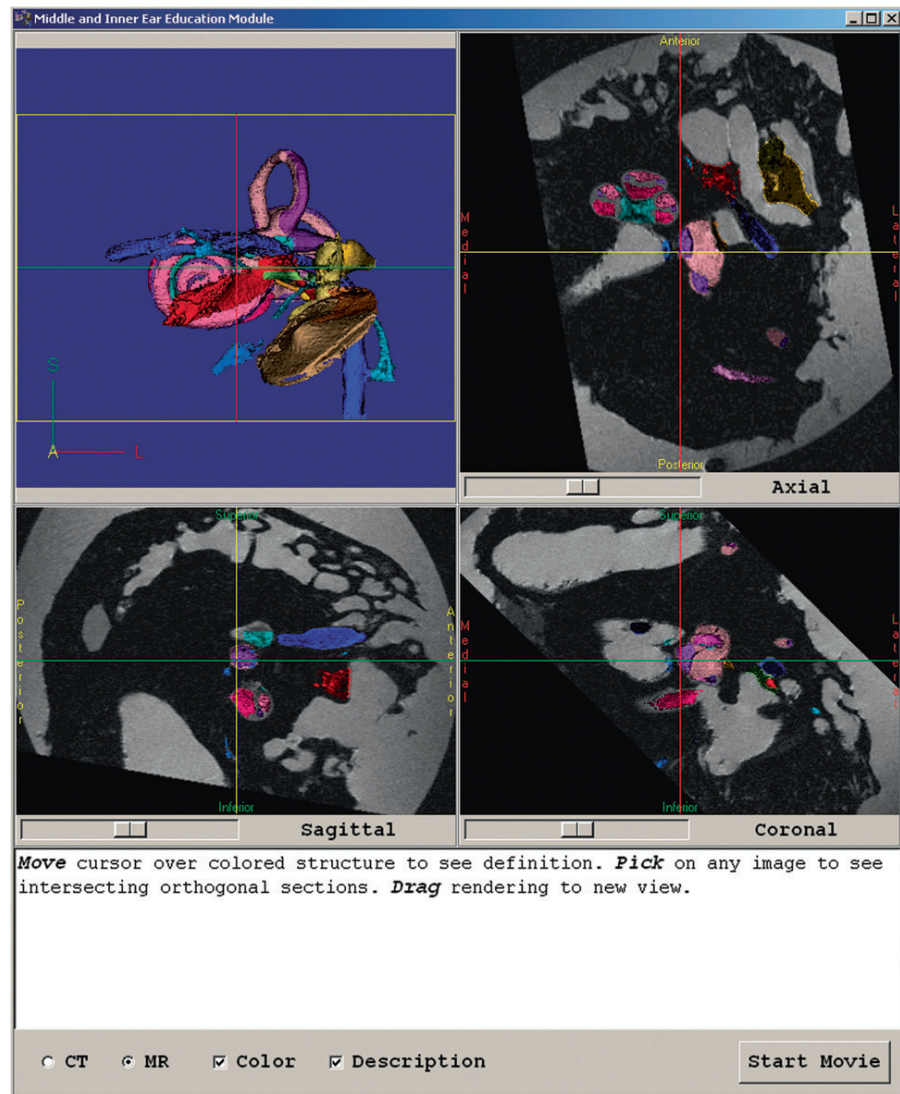 Middle and Inner Ear Education Module
S
A
L
Anterior
Medial
Lateral
Posterior
Axial
Superior
Posterior
Anterior
Inferior
Sagittal
Superior
Medial
Lateral
Inferior
Coronal
Move cursor over colored structure to see definition. Pick on any image to see
intersecting orthogonal sections. Drag rendering to new view.
CT MR Color Description Start Movie